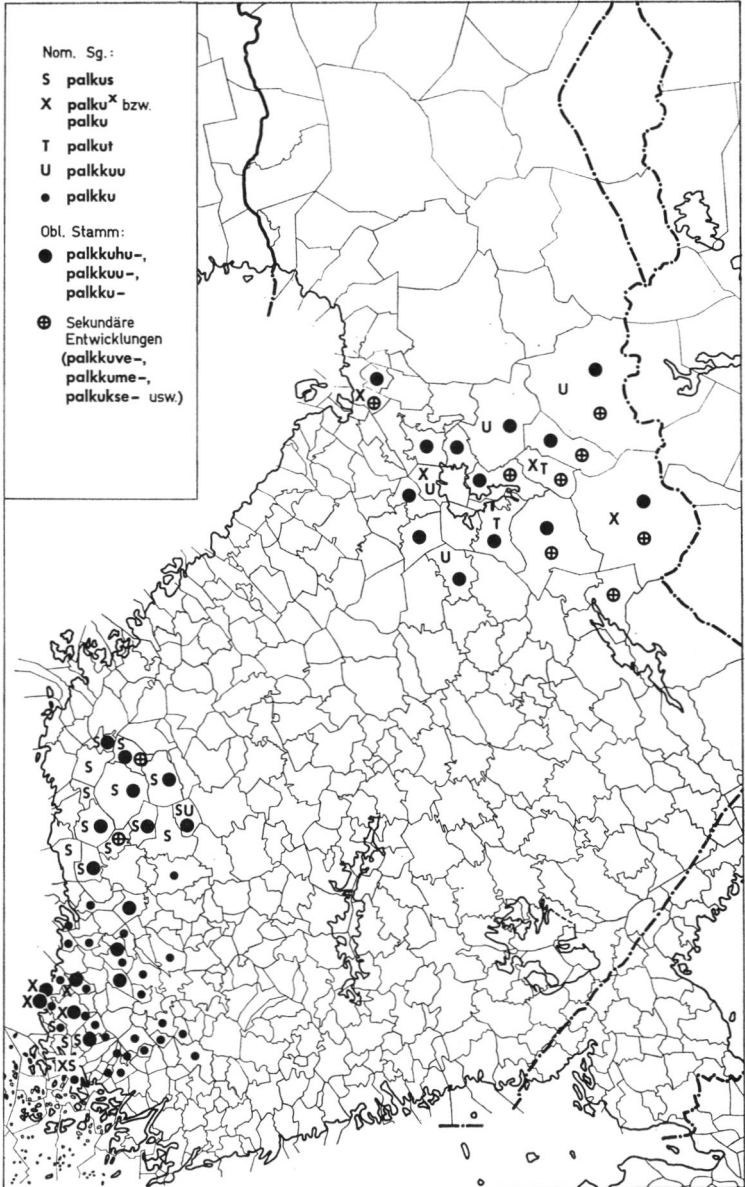 Nom. Sg.:
S palkus
X palkuˣ bzw.
palku
T palkut
U palkkuu
● palkku
Obl. Stamm:
● palkkuhu-,
palkkuu-,
palkku-
⊕ Sekundäre
Entwicklungen
(palkkuve-,
palkkume-,
palkukse- usw.)
U
X
U
X T
X
U
T
X
U
S S
S
S
S
S U
S
S
S
S
S
S
X
X
X
X
S
S S
X S